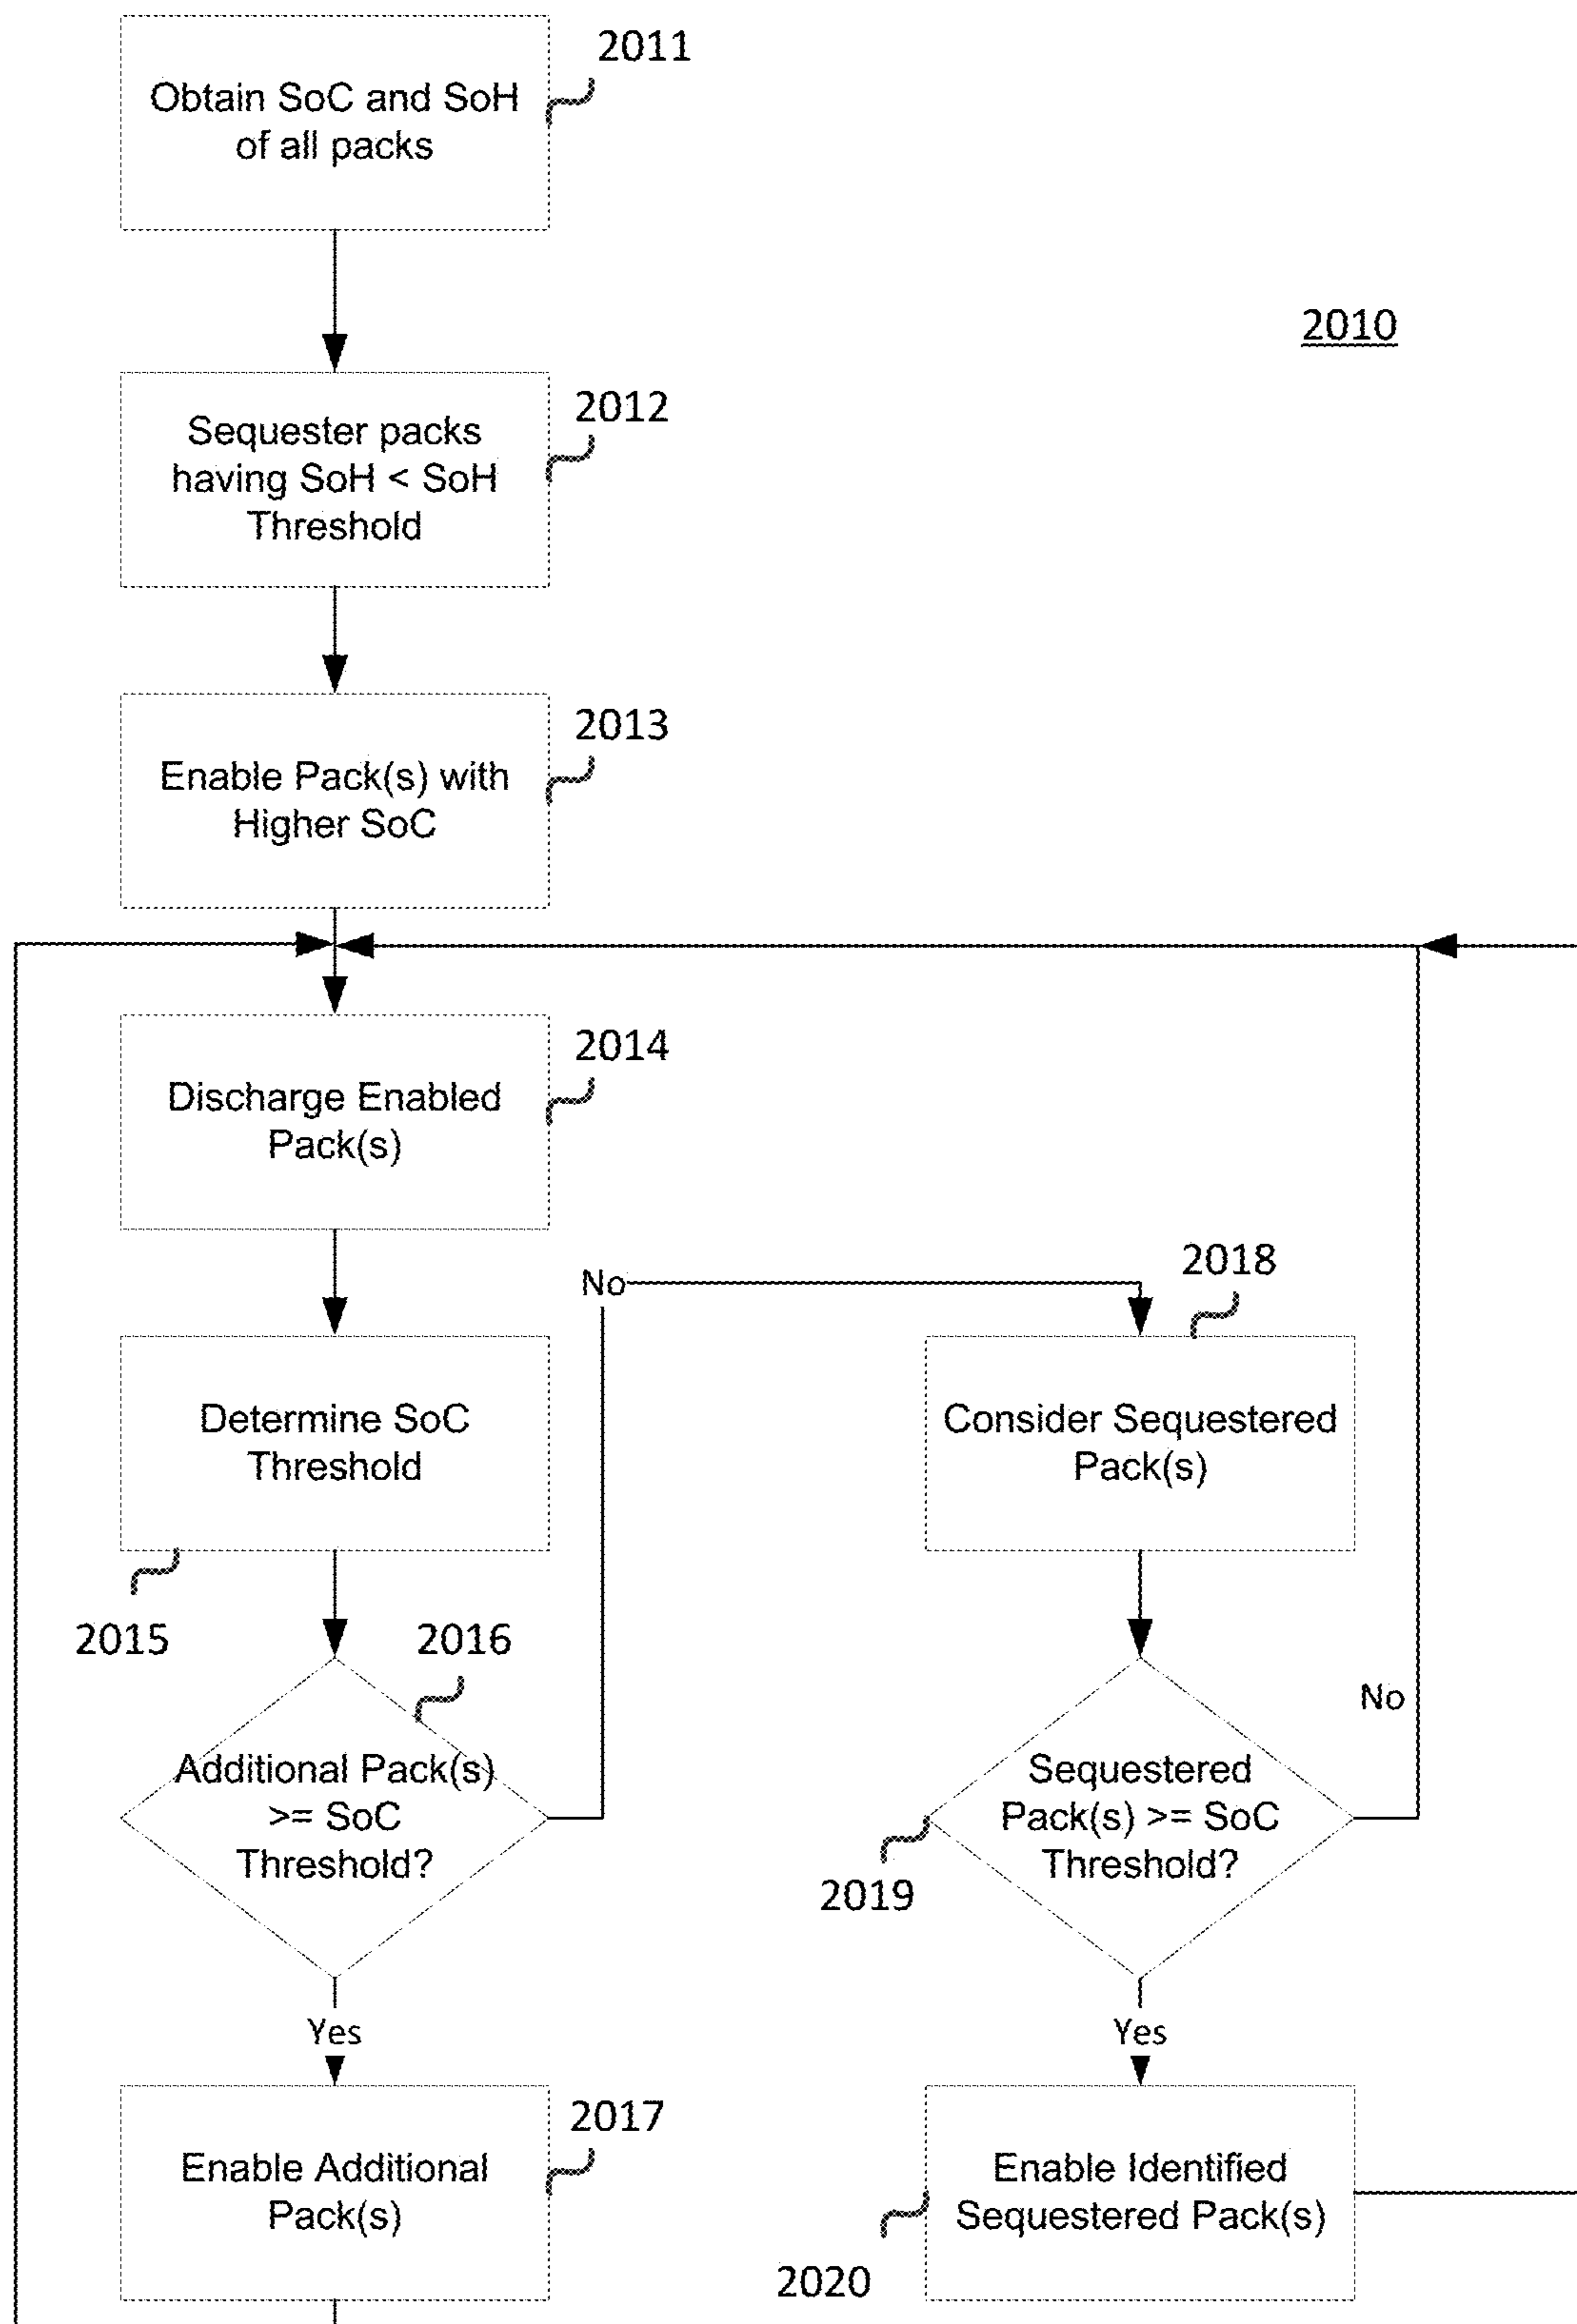 2011
Obtain SoC and SoH
of all packs
2010
2012
Sequester packs
having SoH < SoH
Threshold
2013
Enable Pack(s) with
Higher SoC
2014
Discharge Enabled
Pack(s)
No
2018
Determine SoC
Threshold
Consider Sequestered
Pack(s)
2015
2016
No
Additional Pack(s)
>= SoC
Threshold?
Sequestered
Pack(s) >= SoC
Threshold?
2019
Yes
Yes
2017
Enable Additional
Pack(s)
Enable Identified
Sequestered Pack(s)
2020